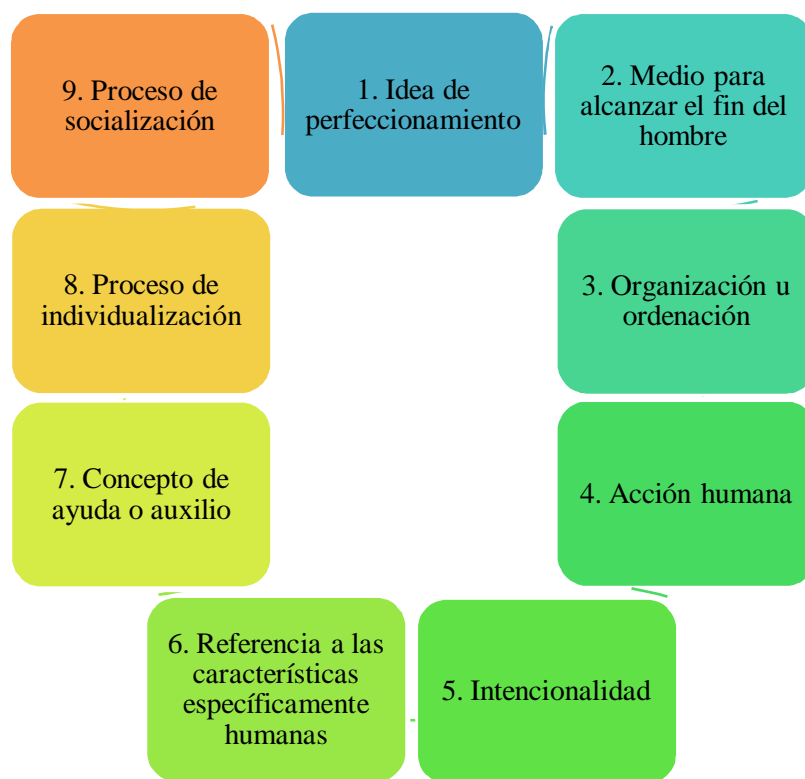 1. Idea de
perfeccionamiento
2. Medio para
alcanzar el fin del
hombre
3. Organización u
ordenación
4. Acción humana
5. Intencionalidad
6. Referencia a las
características
específicamente
humanas
7. Concepto de
ayuda o auxilio
8. Proceso de
individualización
9. Proceso de
socialización